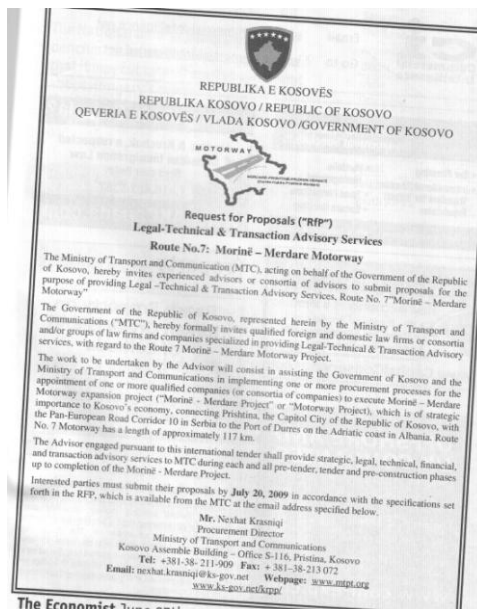 REPUBLIKA E KOSOVËS
REPUBLIKA KOSOVO / REPUBLIC OF KOSOVO
QEVERIA E KOSOVËS / VLADA KOSOVO /GOVERNMENT OF KOSOVO
MOTORWAY
Request for Proposals ("RfP")
Legal-Technical & Transaction Advisory Services
Route No.7: Morinë – Merdare Motorway
The Ministry of Transport and Communication (MTC), acting on behalf of the Government of the Republic
of Kosovo, hereby invites experienced advisors or consortia of advisors to submit proposals for the
purpose of providing Legal –Technical & Transaction Advisory Services, Route No. 7"Morinë – Merdare
Motorway"
The Government of the Republic of Kosovo, represented herein by the Ministry of Transport and
Communications ("MTC"), hereby formally invites qualified foreign and domestic law firms or consortia
and/or groups of law firms and companies specialized in providing Legal-Technical & Transaction Advisory
services, with regard to the Route 7 Morinë – Merdare Motorway Project.
The work to be undertaken by the Advisor will consist in assisting the Government of Kosovo and the
Ministry of Transport and Communications in implementing one or more procurement processes for the
appointment of one or more qualified companies (or consortia of companies) to execute Morinë – Merdare
Motorway expansion project ("Morinë - Merdare Project" or "Motorway Project"), which is of strategic
importance to Kosovo's economy, connecting Prishtina, the Capitol City of the Republic of Kosovo, with
the Pan-European Road Corridor 10 in Serbia to the Port of Durres on the Adriatic coast in Albania. Route
No. 7 Motorway has a length of approximately 117 km.
The Advisor engaged pursuant to this international tender shall provide strategic, legal, technical, financial,
and transaction advisory services to MTC during each and all pre-tender, tender and pre-construction phases
up to completion of the Morinë - Merdare Project.
Interested parties must submit their proposals by July 20, 2009 in accordance with the specifications set
forth in the RFP, which is available from the MTC at the email address specified below.
Mr. Nexhat Krasniqi
Procurement Director
Ministry of Transport and Communications
Kosovo Assemble Building – Office S-116, Pristina, Kosovo
Tel: +381-38- 211-909 Fax: + 381–38-213 072
Email: nexhat.krasniqi@ks-gov.net Webpage: www.mtpt.org
www.ks-gov.net/krpp/
The Economist June